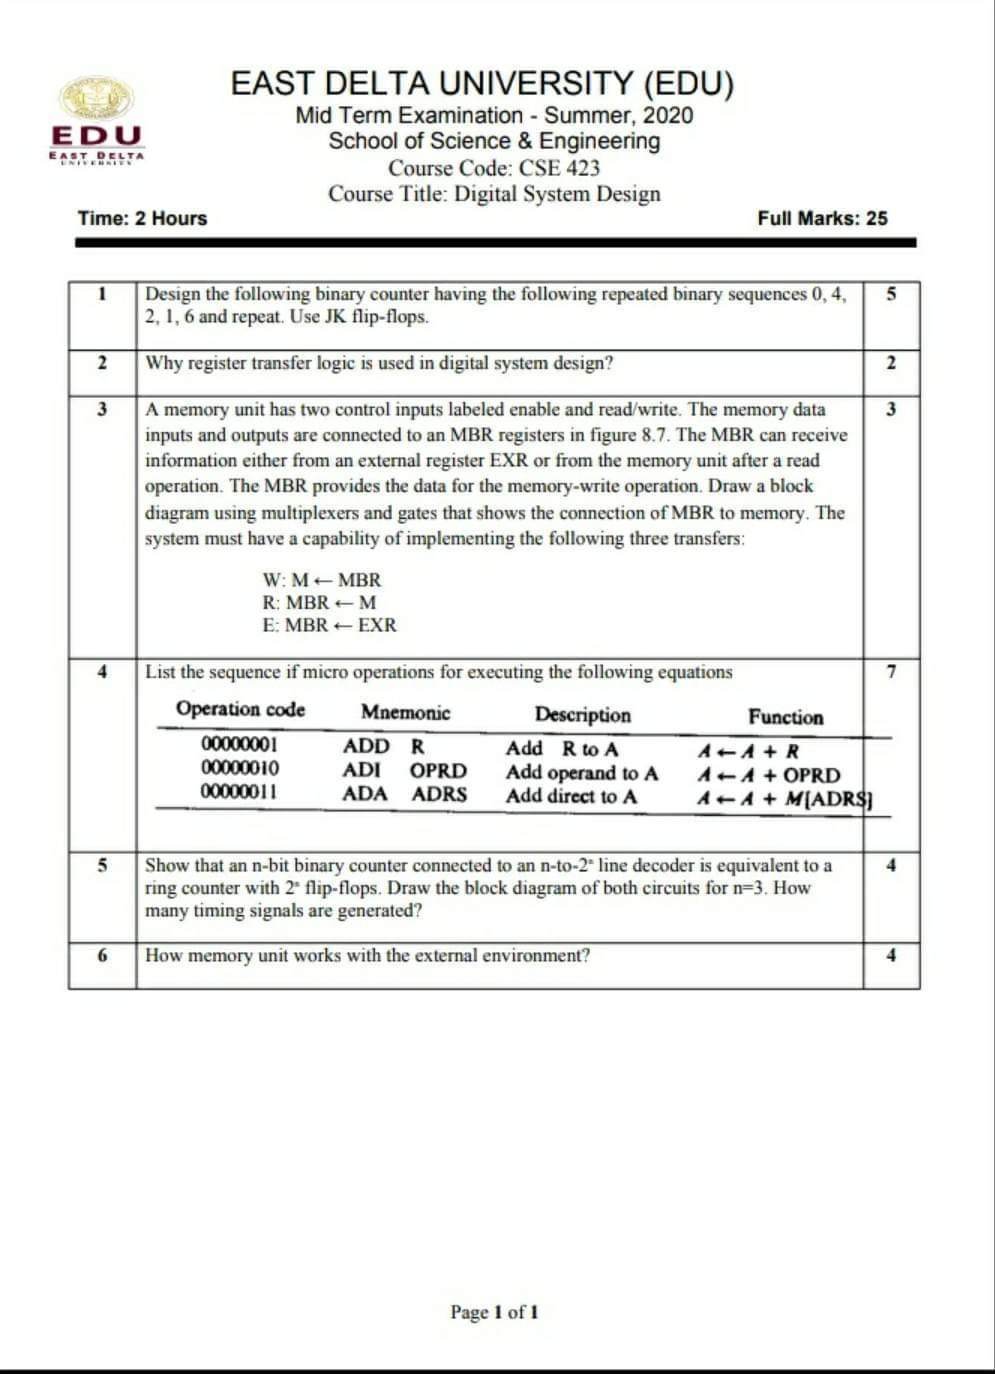 EAST DELTA UNIVERSITY (EDU)
Mid Term Examination - Summer, 2020
School of Science & Engineering
Course Code: CSE 423
Course Title: Digital System Design
EDU
EAST DELTA
UNIVERSITY
Time: 2 Hours Full Marks: 25
1 Design the following binary counter having the following repeated binary sequences 0, 4, 5
2, 1, 6 and repeat. Use JK flip-flops.
2 Why register transfer logic is used in digital system design? 2
3 A memory unit has two control inputs labeled enable and read/write. The memory data 3
inputs and outputs are connected to an MBR registers in figure 8.7. The MBR can receive
information either from an external register EXR or from the memory unit after a read
operation. The MBR provides the data for the memory-write operation. Draw a block
diagram using multiplexers and gates that shows the connection of MBR to memory. The
system must have a capability of implementing the following three transfers:
W: M ← MBR
R: MBR ← M
E: MBR ← EXR
4 List the sequence if micro operations for executing the following equations 7
Operation code Mnemonic Description Function
00000001 ADD R Add R to A A ← A + R
00000010 ADI OPRD Add operand to A A ← A + OPRD
00000011 ADA ADRS Add direct to A A ← A + M[ADRS]
5 Show that an n-bit binary counter connected to an n-to-2ⁿ line decoder is equivalent to a 4
ring counter with 2ⁿ flip-flops. Draw the block diagram of both circuits for n=3. How
many timing signals are generated?
6 How memory unit works with the external environment? 4
Page 1 of 1